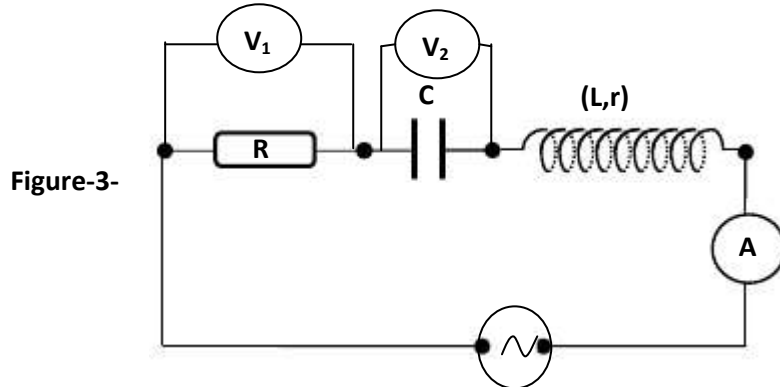 V₁
V₂
C
(L,r)
R
Figure-3-
A